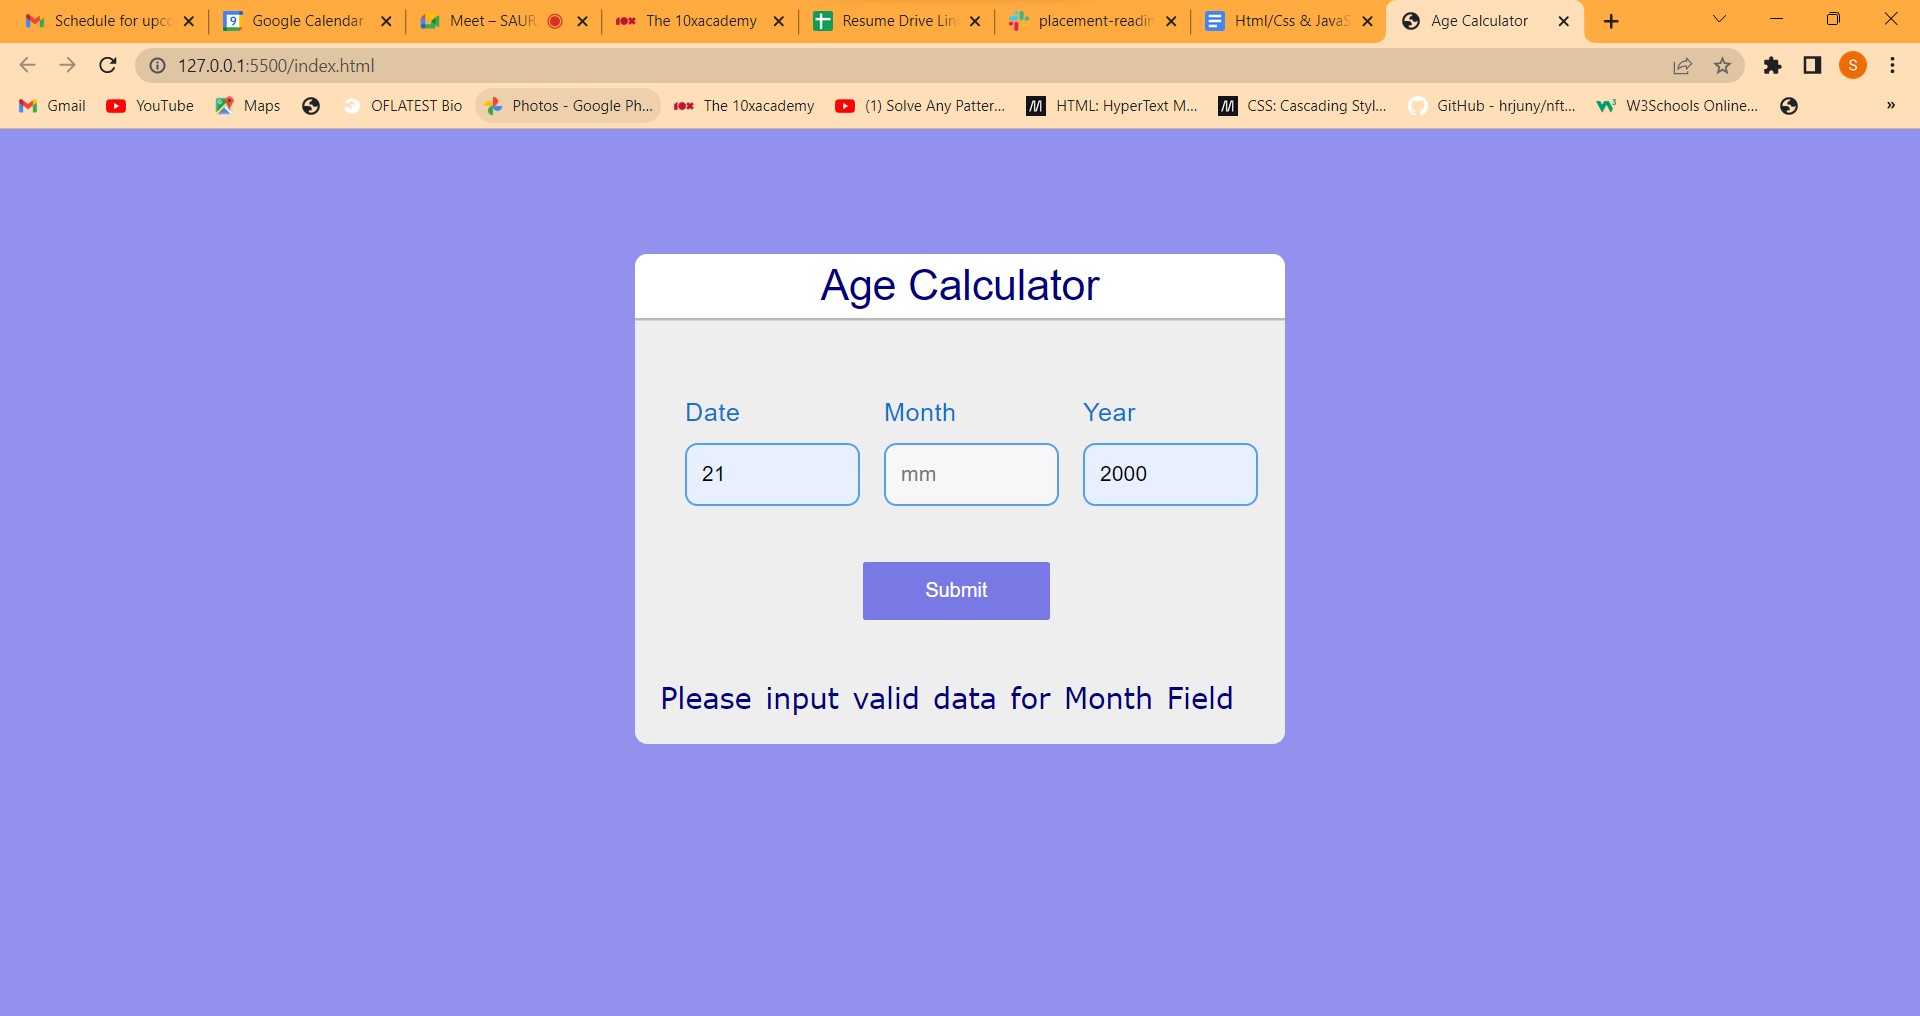 Schedule for upco
Google Calendar
Meet – SAUR
The 10xacademy
Resume Drive Lin
placement-readin
Html/Css & JavaS
Age Calculator
127.0.0.1:5500/index.html
S
Gmail
YouTube
Maps
OFLATEST Bio
Photos - Google Ph...
The 10xacademy
(1) Solve Any Patter...
HTML: HyperText M...
CSS: Cascading Styl...
GitHub - hrjuny/nft...
W3Schools Online...
»
Age Calculator
Date Month Year
21 mm 2000
Submit
Please input valid data for Month Field